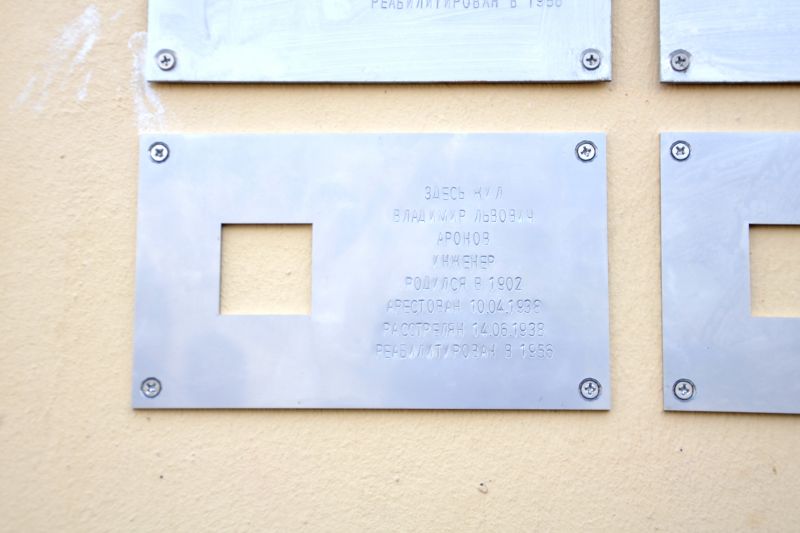 РЕАБИЛИТИРОВАН В 1956
ЗДЕСЬ ЖИЛ
ВЛАДИМИР ЛЬВОВИЧ
АРОНОВ
ИНЖЕНЕР
РОДИЛСЯ В 1902
АРЕСТОВАН 10.04.1938
РАССТРЕЛЯН 14.06.1938
РЕАБИЛИТИРОВАН В 1956